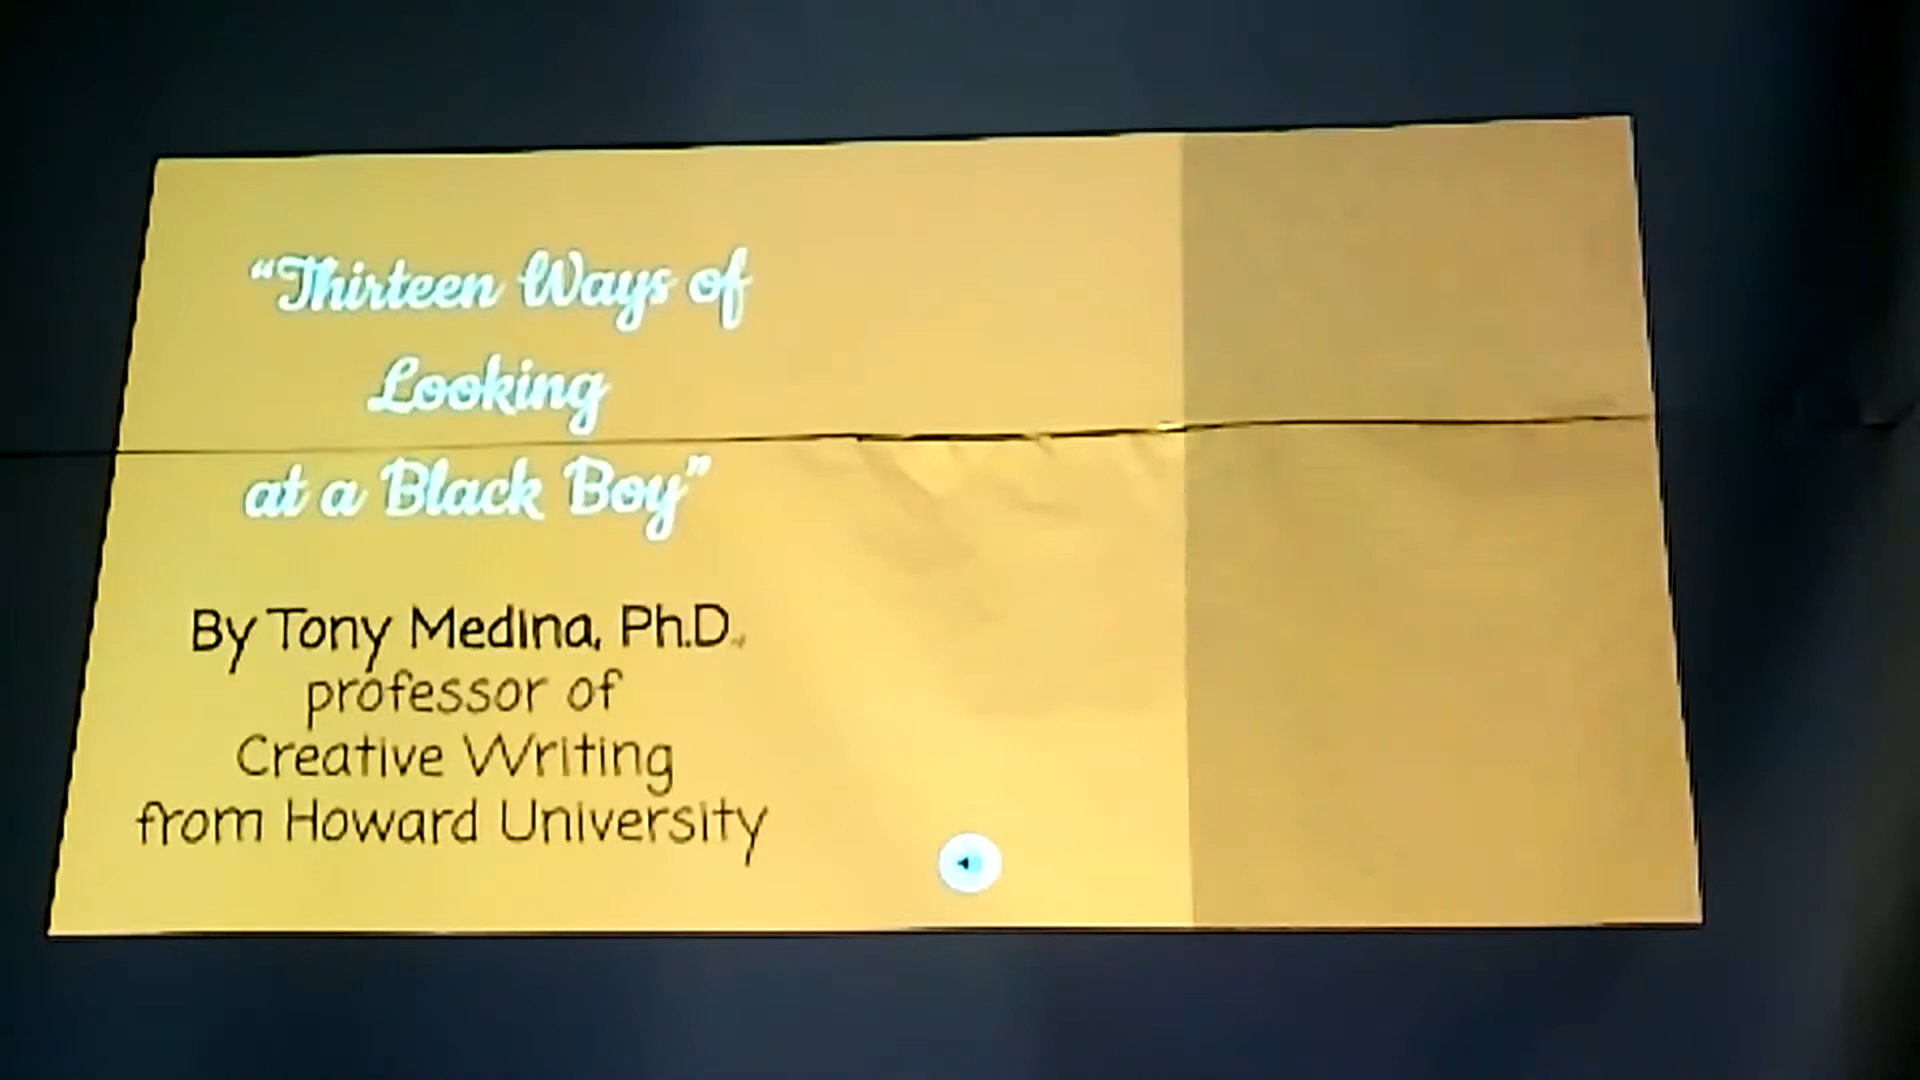 “Thirteen Ways of
Looking
at a Black Boy”
By Tony Medina, Ph.D.
professor of
Creative Writing
from Howard University